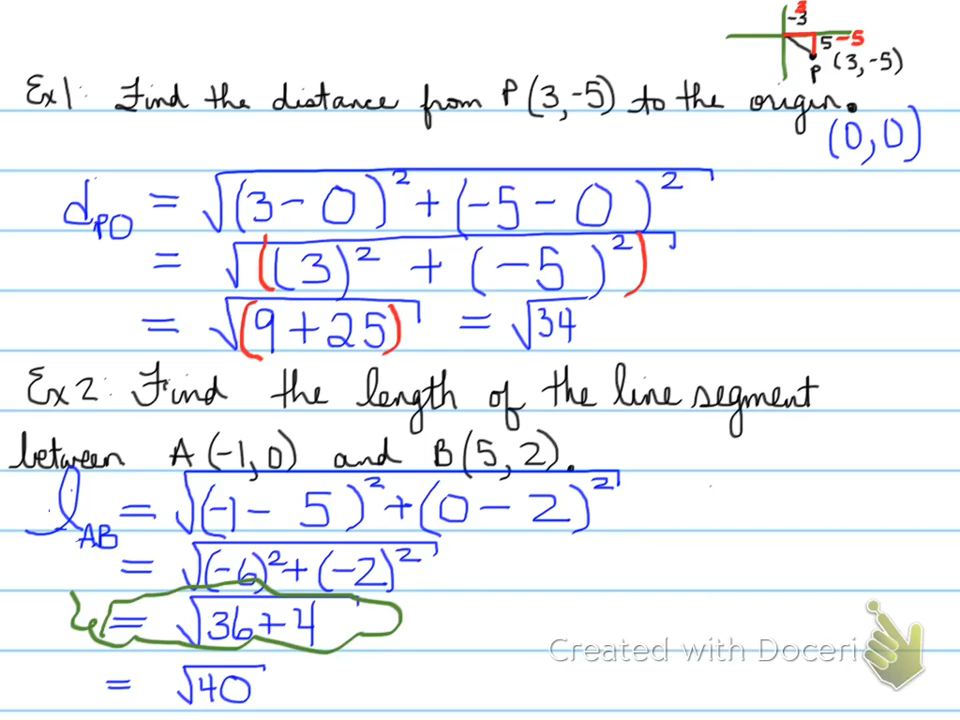 3
-3
5 -5
P (3,-5)
Ex1: Find the distance from P(3,-5) to the origin.
(0,0)
d_PO = √((3-0)² + (-5-0)²)
= √((3)² + (-5)²)
= √(9+25) = √34
Ex2: Find the length of the line segment
between A(-1,0) and B(5,2).
l_AB = √((-1-5)² + (0-2)²)
= √((-6)² + (-2)²)
= √(36+4)
Created with Doceri
= √40